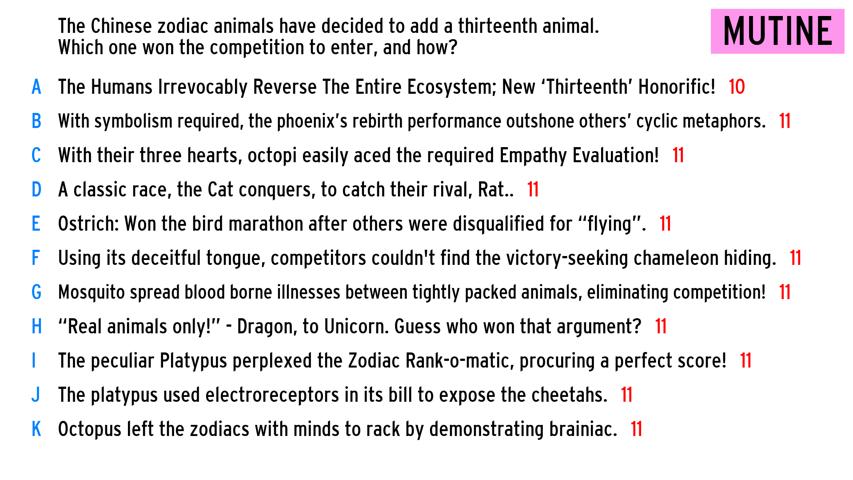 The Chinese zodiac animals have decided to add a thirteenth animal.
Which one won the competition to enter, and how?
MUTINE
A The Humans Irrevocably Reverse The Entire Ecosystem; New ‘Thirteenth’ Honorific! 10
B With symbolism required, the phoenix’s rebirth performance outshone others’ cyclic metaphors. 11
C With their three hearts, octopi easily aced the required Empathy Evaluation! 11
D A classic race, the Cat conquers, to catch their rival, Rat.. 11
E Ostrich: Won the bird marathon after others were disqualified for “flying”. 11
F Using its deceitful tongue, competitors couldn't find the victory-seeking chameleon hiding. 11
G Mosquito spread blood borne illnesses between tightly packed animals, eliminating competition! 11
H “Real animals only!” - Dragon, to Unicorn. Guess who won that argument? 11
I The peculiar Platypus perplexed the Zodiac Rank-o-matic, procuring a perfect score! 11
J The platypus used electroreceptors in its bill to expose the cheetahs. 11
K Octopus left the zodiacs with minds to rack by demonstrating brainiac. 11